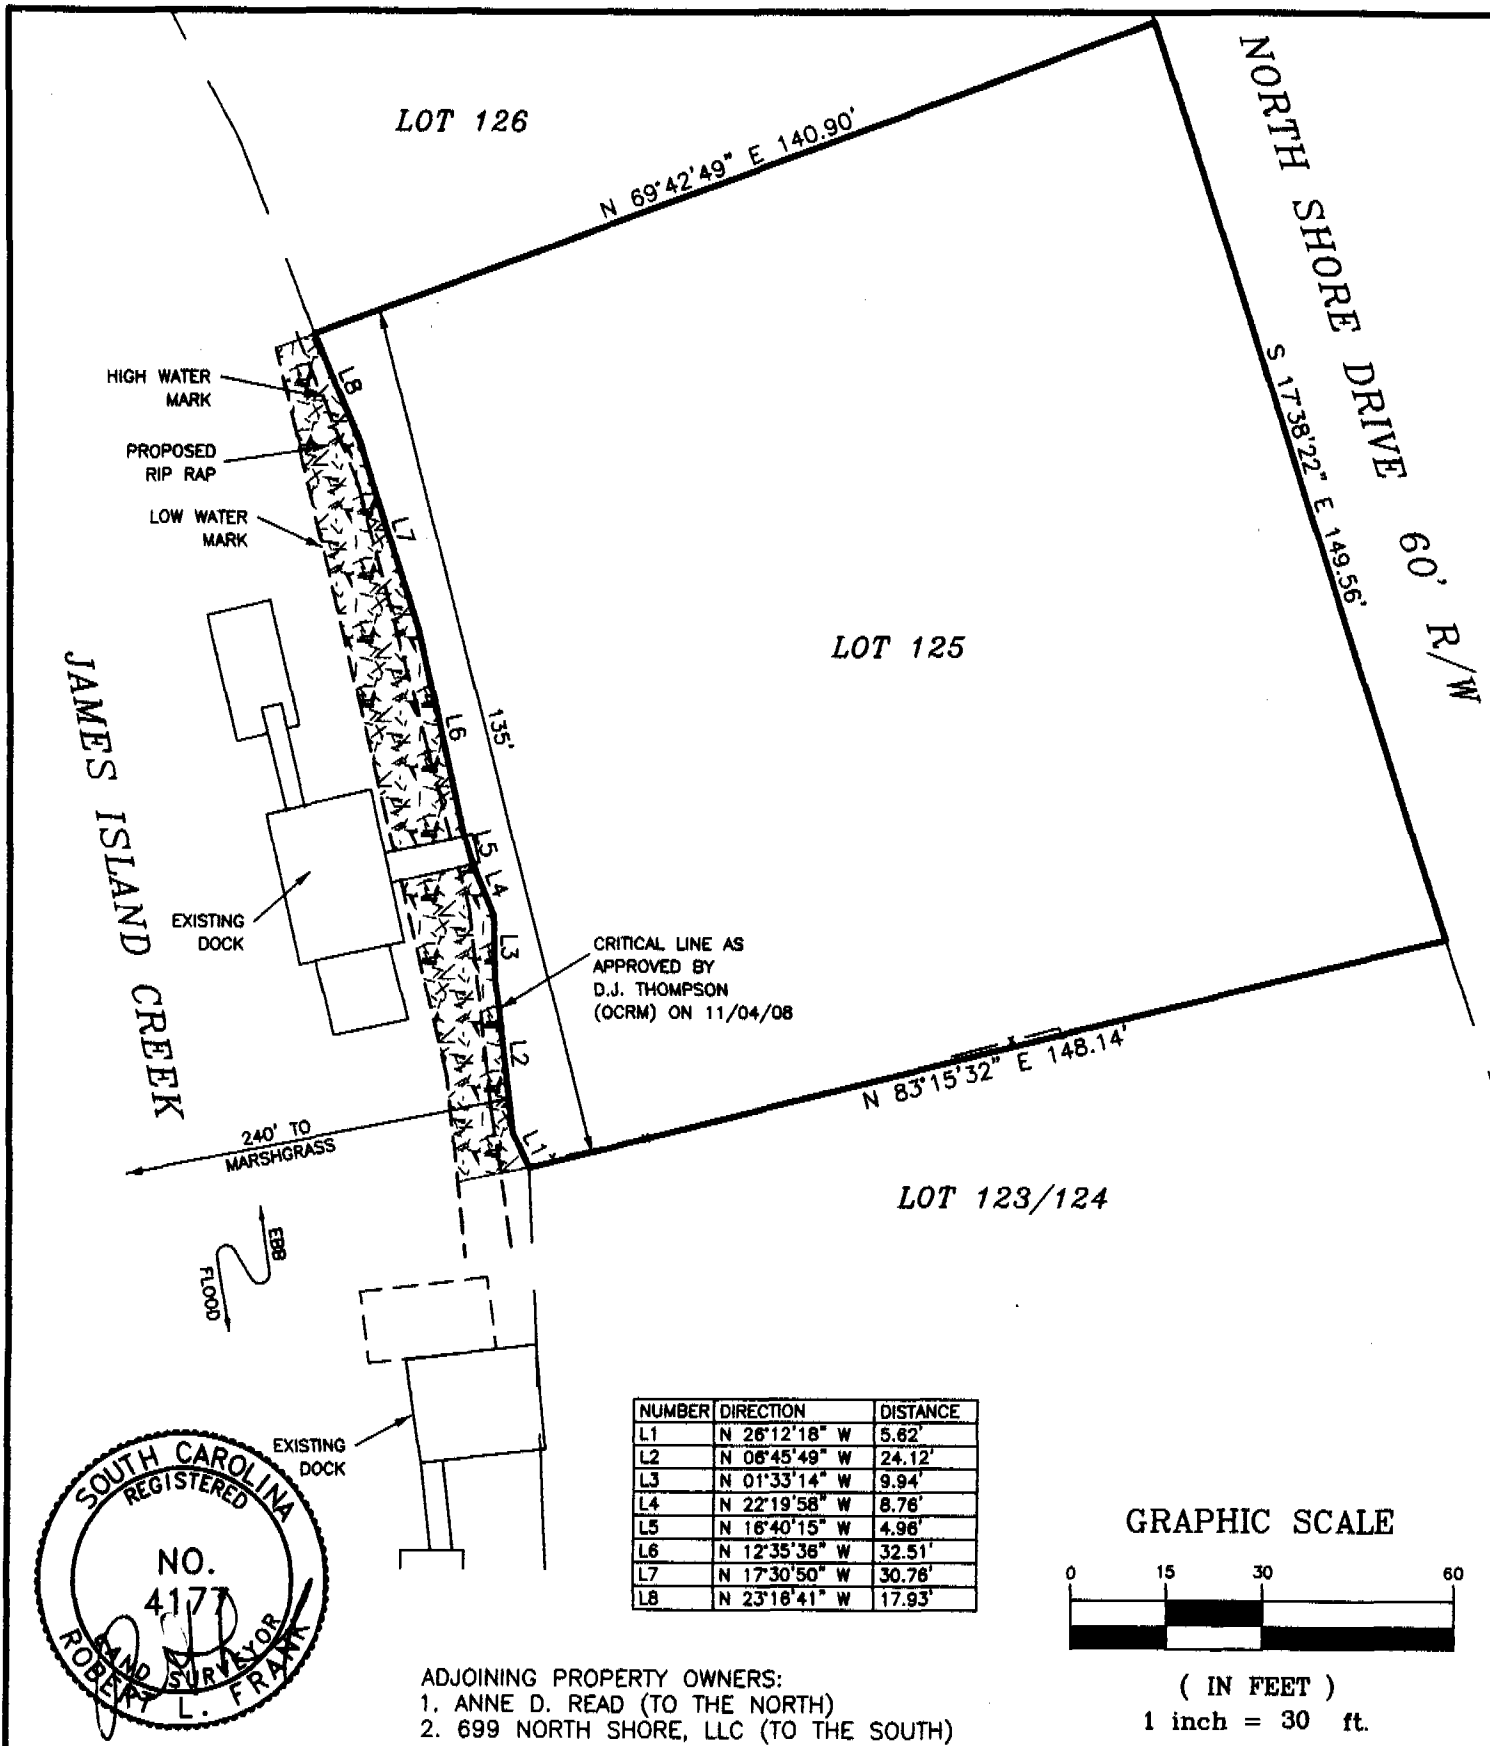 LOT 126
N 69°42'49" E 140.90'
NORTH SHORE DRIVE 60' R/W
S 17°38'22" E 149.56'
HIGH WATER
MARK
PROPOSED
RIP RAP
LOW WATER
MARK
L8
L7
L6
L5
L4
L3
L2
L1
135'
LOT 125
JAMES ISLAND CREEK
EXISTING
DOCK
CRITICAL LINE AS
APPROVED BY
D.J. THOMPSON
(OCRM) ON 11/04/08
N 83°15'32" E 148.14'
240' TO
MARSHGRASS
LOT 123/124
EBB
FLOOD
EXISTING
DOCK
NUMBER DIRECTION DISTANCE
L1 N 26°12'18" W 5.62'
L2 N 06°45'49" W 24.12'
L3 N 01°33'14" W 9.94'
L4 N 22°19'58" W 8.76'
L5 N 16°40'15" W 4.96'
L6 N 12°35'36" W 32.51'
L7 N 17°30'50" W 30.76'
L8 N 23°16'41" W 17.93'
SOUTH CAROLINA
REGISTERED
NO.
4177
LAND SURVEYOR
ROBERT L. FRANK
GRAPHIC SCALE
0 15 30 60
( IN FEET )
1 inch = 30 ft.
ADJOINING PROPERTY OWNERS:
1. ANNE D. READ (TO THE NORTH)
2. 699 NORTH SHORE, LLC (TO THE SOUTH)